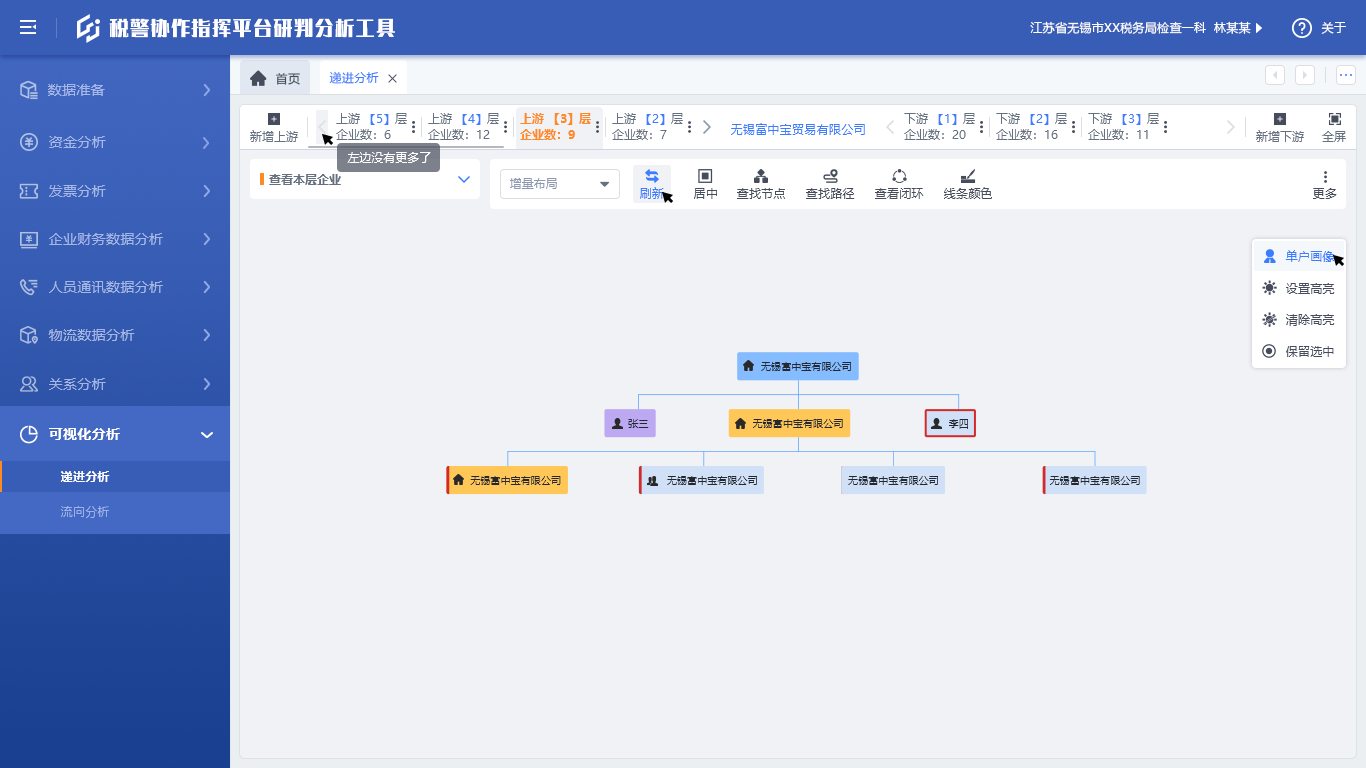 税警协作指挥平台研判分析工具
江苏省无锡市XX税务局检查一科 林某某
关于
首页
递进分析
数据准备
资金分析
发票分析
企业财务数据分析
人员通讯数据分析
物流数据分析
关系分析
可视化分析
递进分析
流向分析
新增上游
上游【5】层
企业数：6
上游【4】层
企业数：12
上游【3】层
企业数：9
上游【2】层
企业数：7
无锡富中宝贸易有限公司
下游【1】层
企业数：20
下游【2】层
企业数：16
下游【3】层
企业数：11
新增下游
全屏
左边没有更多了
查看本层企业
增量布局
刷新
居中
查找节点
查找路径
查看闭环
线条颜色
更多
单户画像
设置高亮
清除高亮
保留选中
无锡富中宝有限公司
张三
无锡富中宝有限公司
李四
无锡富中宝有限公司
无锡富中宝有限公司
无锡富中宝有限公司
无锡富中宝有限公司